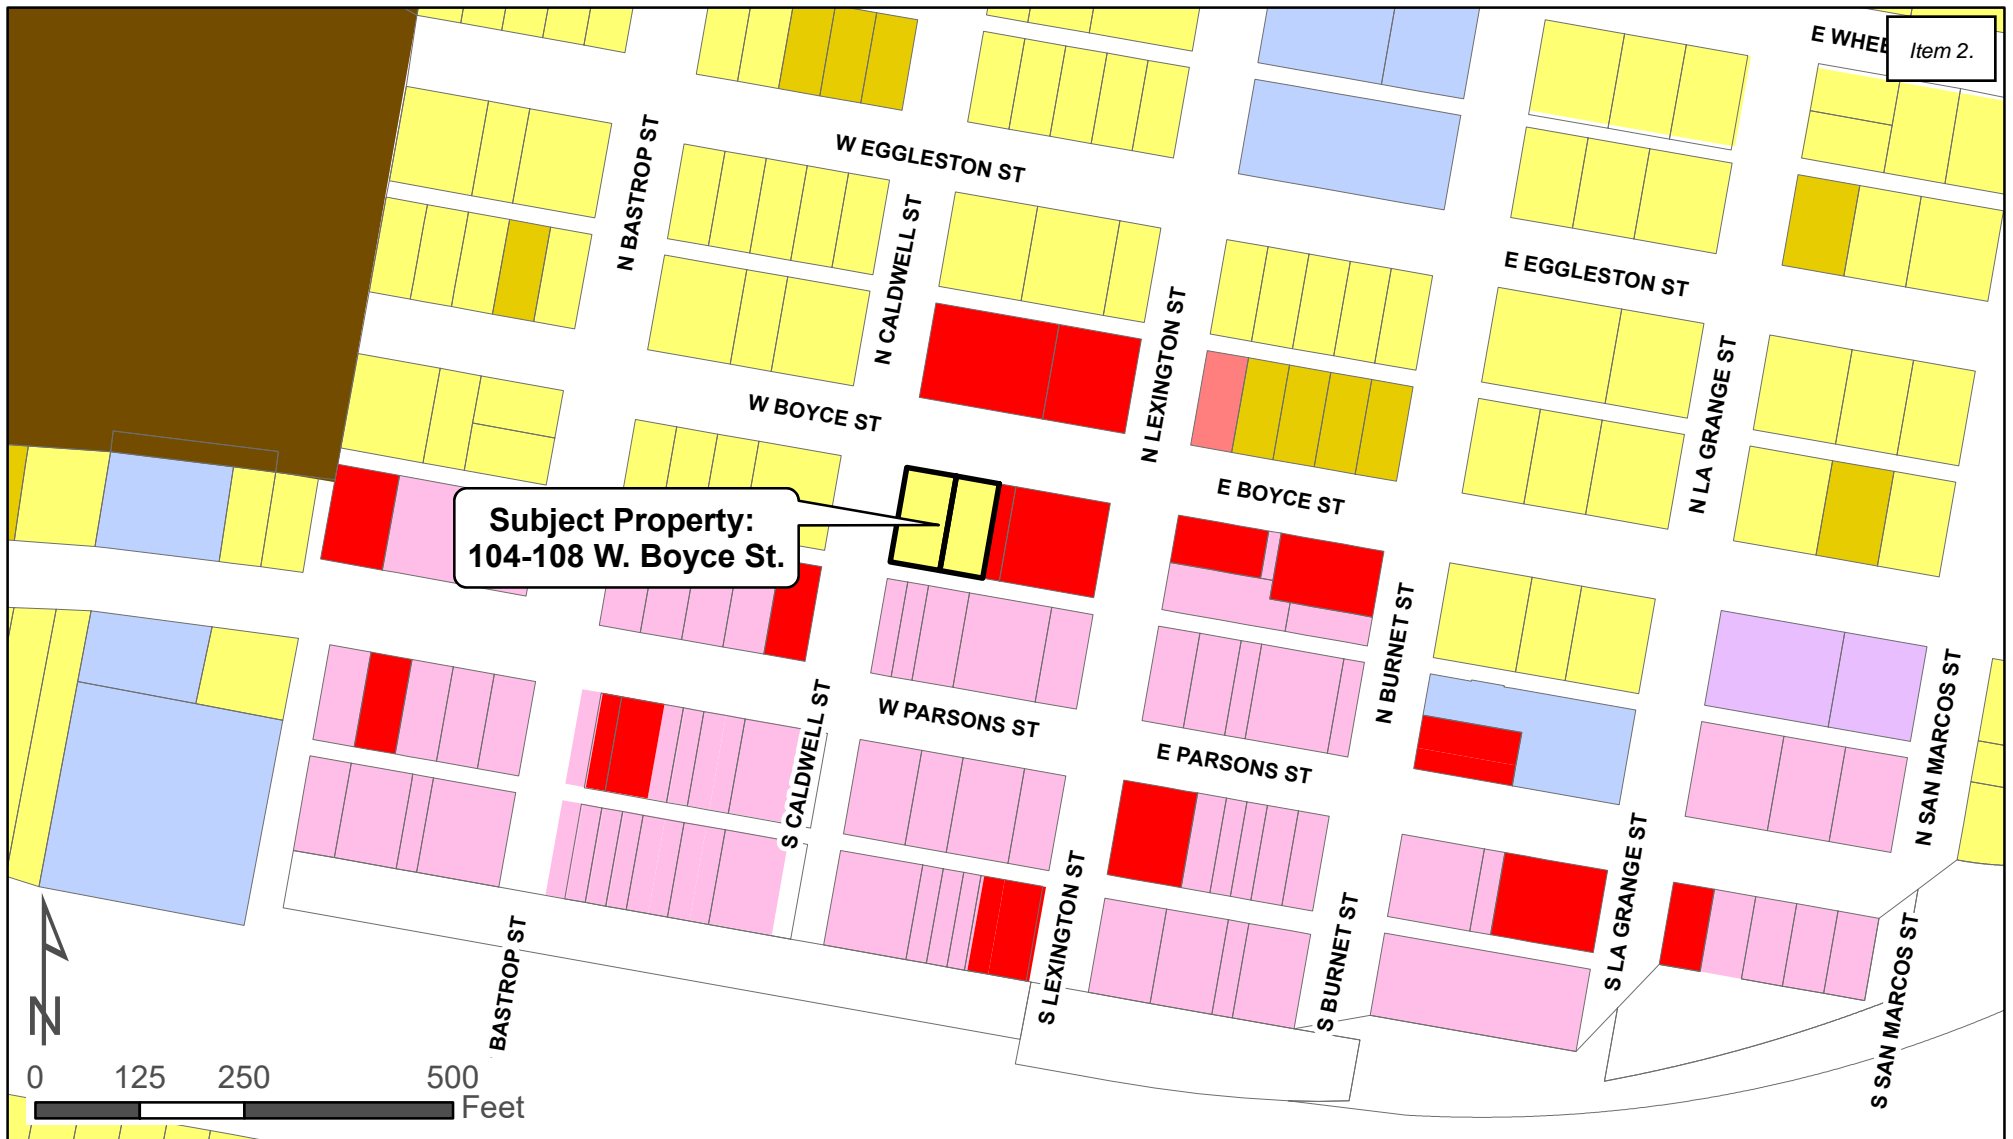 E WHE
Item 2.
W EGGLESTON ST
N BASTROP ST
N CALDWELL ST
E EGGLESTON ST
N LEXINGTON ST
N LA GRANGE ST
W BOYCE ST
E BOYCE ST
Subject Property:
104-108 W. Boyce St.
N BURNET ST
N SAN MARCOS ST
W PARSONS ST
E PARSONS ST
S CALDWELL ST
S LEXINGTON ST
S LA GRANGE ST
S BURNET ST
S SAN MARCOS ST
BASTROP ST
N
0 125 250 500
Feet